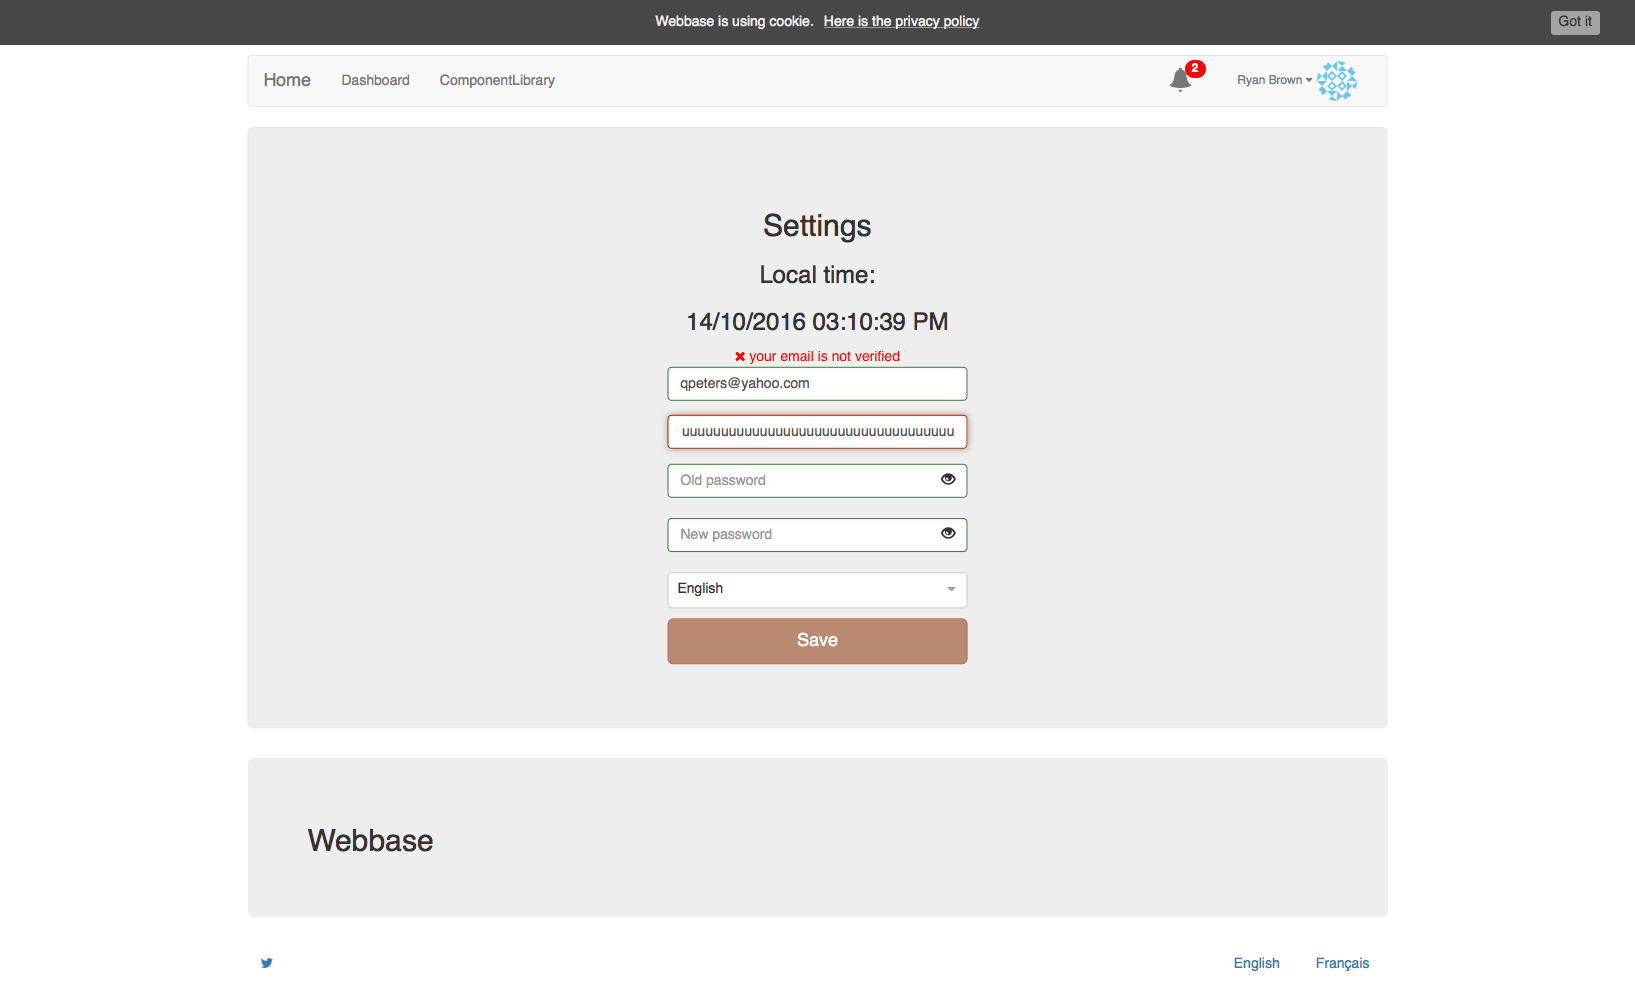 Webbase is using cookie. Here is the privacy policy
Got it
Home Dashboard ComponentLibrary 2 Ryan Brown
Settings
Local time:
14/10/2016 03:10:39 PM
your email is not verified
qpeters@yahoo.com
uuuuuuuuuuuuuuuuuuuuuuuuuuuuuuuuuuu
Old password
New password
English
Save
Webbase
English Français